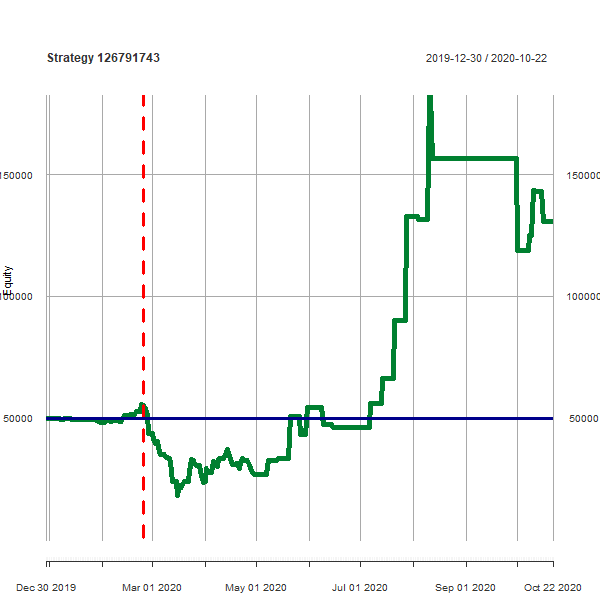 Strategy 126791743
2019-12-30 / 2020-10-22
150000
150000
Equity
100000
100000
50000
50000
Dec 30 2019
Mar 01 2020
May 01 2020
Jul 01 2020
Sep 01 2020
Oct 22 2020